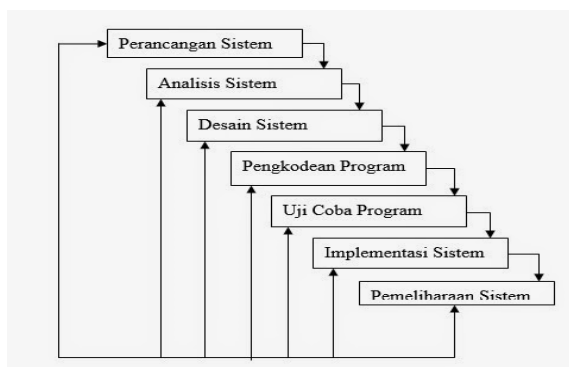 Perancangan Sistem
Analisis Sistem
Desain Sistem
Pengkodean Program
Uji Coba Program
Implementasi Sistem
Pemeliharaan Sistem